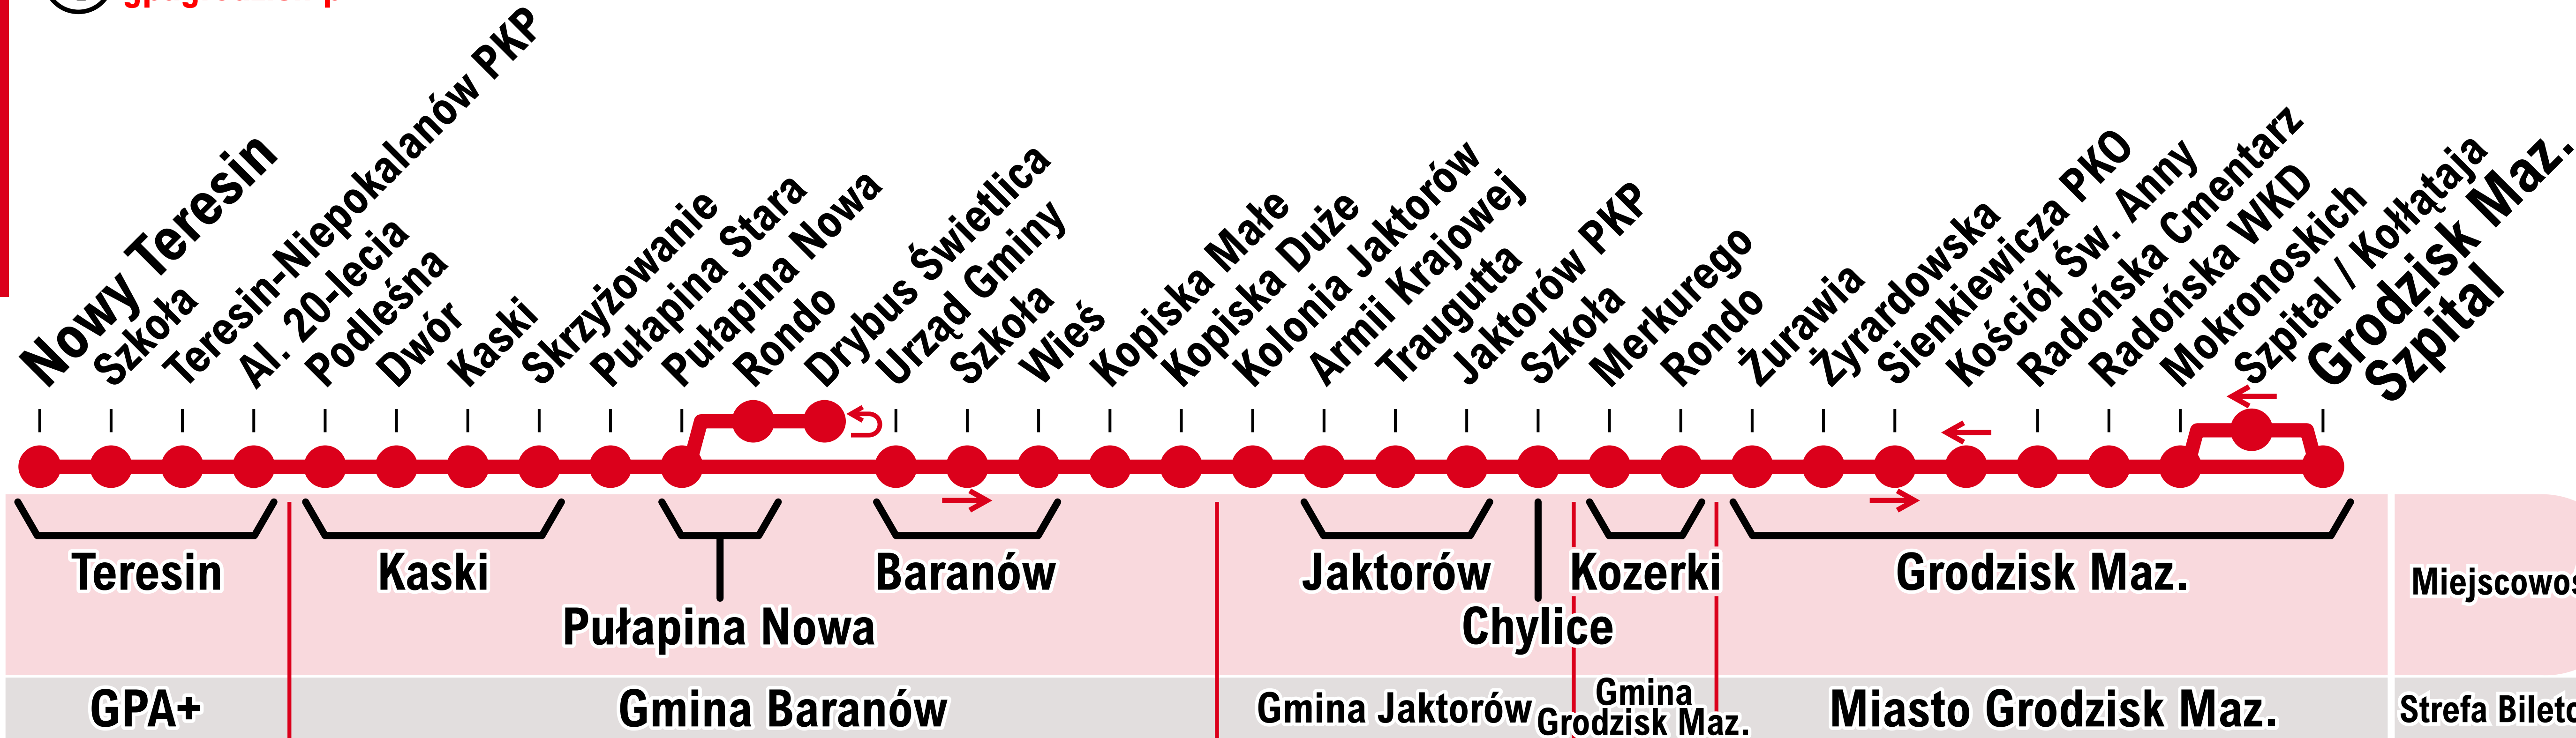 Nowy Teresin
Szkoła
Teresin-Niepokalanów PKP
Al. 20-lecia
Podleśna
Dwór
Kaski
Skrzyżowanie
Pułapina Stara
Pułapina Nowa
Rondo
Drybus Świetlica
Urząd Gminy
Szkoła
Wieś
Kopiska Małe
Kopiska Duże
Kolonia Jaktorów
Armii Krajowej
Traugutta
Jaktorów PKP
Szkoła
Merkurego
Rondo
Żurawia
Żyrardowska
Sienkiewicza PKO
Kościół Św. Anny
Radońska Cmentarz
Radońska WKD
Mokronoskich
Szpital / Kołłątaja
Grodzisk Maz.
Szpital
Teresin
Kaski
Pułapina Nowa
Baranów
Jaktorów
Chylice
Kozerki
Grodzisk Maz.
GPA+
Gmina Baranów
Gmina Jaktorów
Gmina
Grodzisk Maz.
Miasto Grodzisk Maz.
Strefa